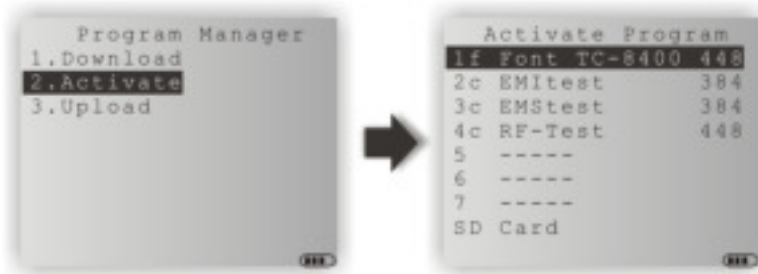 Program Manager
1.Download
2.Activate
3.Upload
Activate Program
1f Font TC-8400 448
2c EMItest 384
3c EMStest 384
4c RF-Test 448
5 -----
6 -----
7 -----
SD Card